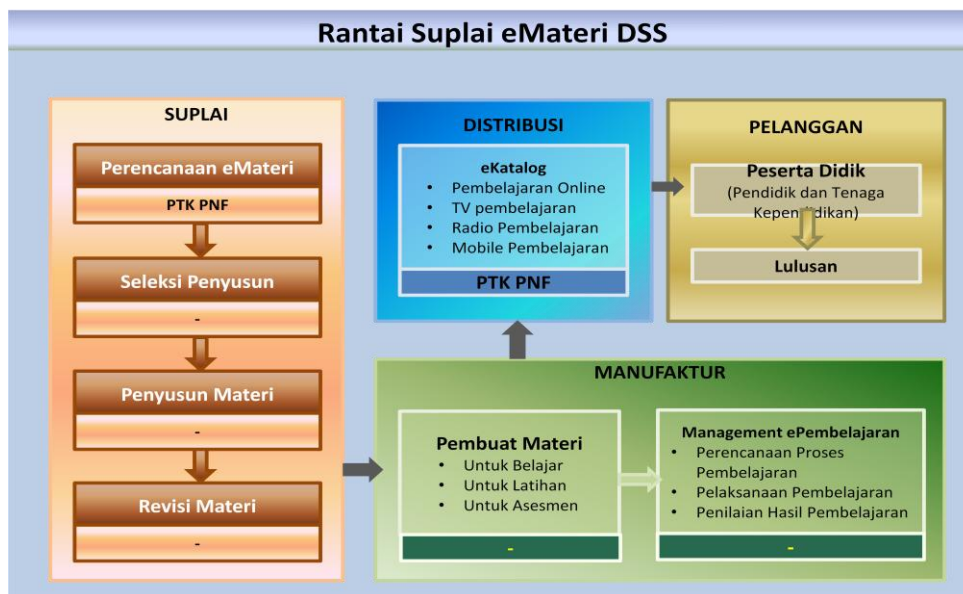 Rantai Suplai eMateri DSS
SUPLAI
Perencanaan eMateri
PTK PNF
Seleksi Penyusun
-
Penyusun Materi
-
Revisi Materi
-
DISTRIBUSI
eKatalog
• Pembelajaran Online
• TV pembelajaran
• Radio Pembelajaran
• Mobile Pembelajaran
PTK PNF
PELANGGAN
Peserta Didik
(Pendidik dan Tenaga
Kependidikan)
Lulusan
MANUFAKTUR
Pembuat Materi
• Untuk Belajar
• Untuk Latihan
• Untuk Asesmen
-
Management ePembelajaran
• Perencanaan Proses
Pembelajaran
• Pelaksanaan Pembelajaran
• Penilaian Hasil Pembelajaran
-